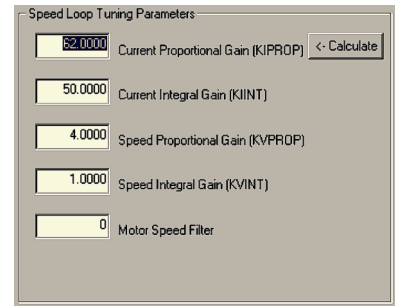 Speed Loop Tuning Parameters
62.0000 Current Proportional Gain (KIPROP) <- Calculate
50.0000 Current Integral Gain (KIINT)
4.0000 Speed Proportional Gain (KVPROP)
1.0000 Speed Integral Gain (KVINT)
0 Motor Speed Filter